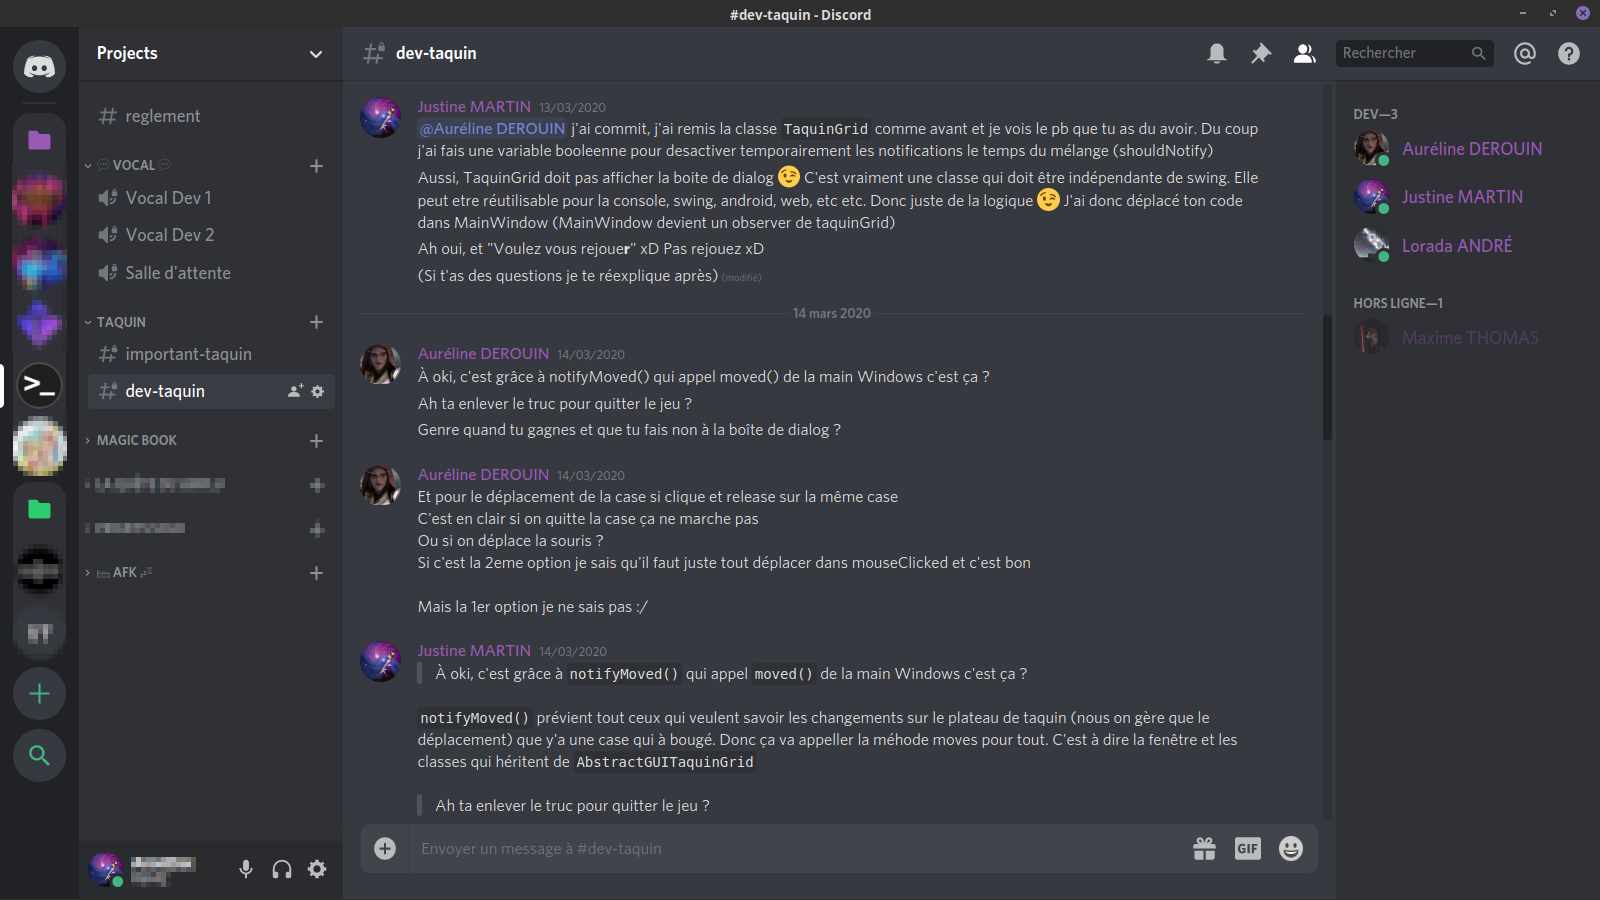 #dev-taquin - Discord
Projects
dev-taquin
Rechercher
reglement
VOCAL
Vocal Dev 1
Vocal Dev 2
Salle d'attente
TAQUIN
important-taquin
dev-taquin
MAGIC BOOK
AFK
Justine MARTIN 13/03/2020
@Auréline DEROUIN j'ai commit, j'ai remis la classe TaquinGrid comme avant et je vois le pb que tu as du avoir. Du coup
j'ai fais une variable booleenne pour desactiver temporairement les notifications le temps du mélange (shouldNotify)
Aussi, TaquinGrid doit pas afficher la boite de dialog 😉 C'est vraiment une classe qui doit être indépendante de swing. Elle
peut etre réutilisable pour la console, swing, android, web, etc etc. Donc juste de la logique 😉 J'ai donc déplacé ton code
dans MainWindow (MainWindow devient un observer de taquinGrid)
Ah oui, et "Voulez vous rejouer" xD Pas rejouez xD
(Si t'as des questions je te réexplique après) (modifié)
14 mars 2020
Auréline DEROUIN 14/03/2020
À oki, c'est grâce à notifyMoved() qui appel moved() de la main Windows c'est ça ?
Ah ta enlever le truc pour quitter le jeu ?
Genre quand tu gagnes et que tu fais non à la boîte de dialog ?
Auréline DEROUIN 14/03/2020
Et pour le déplacement de la case si clique et release sur la même case
C'est en clair si on quitte la case ça ne marche pas
Ou si on déplace la souris ?
Si c'est la 2eme option je sais qu'il faut juste tout déplacer dans mouseClicked et c'est bon
Mais la 1er option je ne sais pas :/
Justine MARTIN 14/03/2020
À oki, c'est grâce à notifyMoved() qui appel moved() de la main Windows c'est ça ?
notifyMoved() prévient tout ceux qui veulent savoir les changements sur le plateau de taquin (nous on gère que le
déplacement) que y'a une case qui à bougé. Donc ça va appeller la méhode moves pour tout. C'est à dire la fenêtre et les
classes qui héritent de AbstractGUITaquinGrid
Ah ta enlever le truc pour quitter le jeu ?
Envoyer un message à #dev-taquin
GIF
DEV—3
Auréline DEROUIN
Justine MARTIN
Lorada ANDRÉ
HORS LIGNE—1
Maxime THOMAS